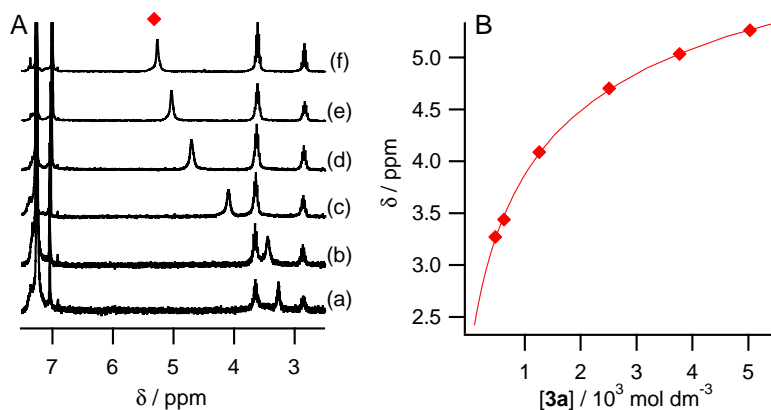 A
(f)
(e)
(d)
(c)
(b)
(a)
7 6 5 4 3
δ / ppm
B
5.0
4.5
4.0
3.5
3.0
2.5
δ / ppm
1 2 3 4 5
[3a] / 10³ mol dm⁻³